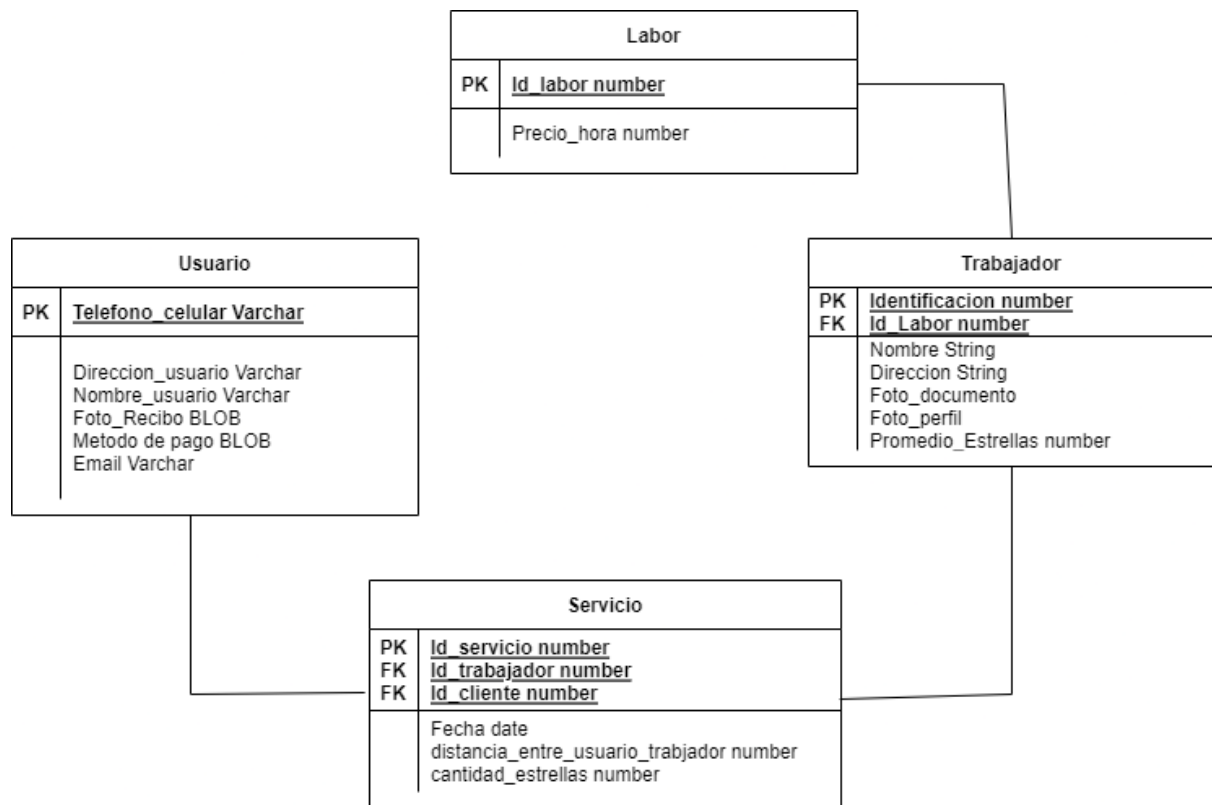 Labor
PK Id_labor number
Precio_hora number
Usuario
PK Telefono_celular Varchar
Direccion_usuario Varchar
Nombre_usuario Varchar
Foto_Recibo BLOB
Metodo de pago BLOB
Email Varchar
Trabajador
PK Identificacion number
FK Id_Labor number
Nombre String
Direccion String
Foto_documento
Foto_perfil
Promedio_Estrellas number
Servicio
PK Id_servicio number
FK Id_trabajador number
FK Id_cliente number
Fecha date
distancia_entre_usuario_trabjador number
cantidad_estrellas number